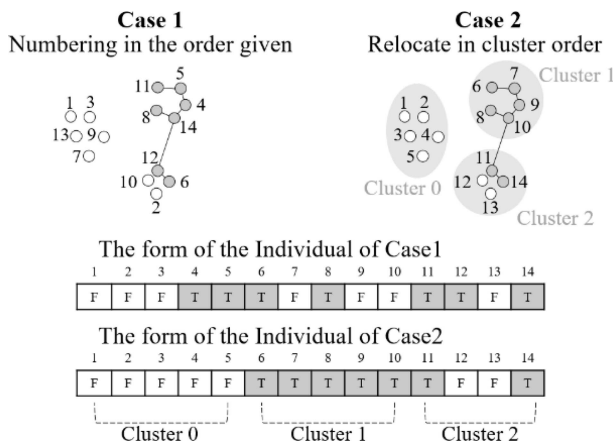 Case 1
Numbering in the order given
5
11
1 3
4
8
14
13 9
7
12
10
6
2
Case 2
Relocate in cluster order
7
Cluster 1
6
1 2
9
8
10
3 4
5
11
Cluster 0
12
14
13
Cluster 2
The form of the Individual of Case1
1 2 3 4 5 6 7 8 9 10 11 12 13 14
F F F T T T F T F F T T F T
The form of the Individual of Case2
1 2 3 4 5 6 7 8 9 10 11 12 13 14
F F F F F T T T T T T F F T
Cluster 0 Cluster 1 Cluster 2